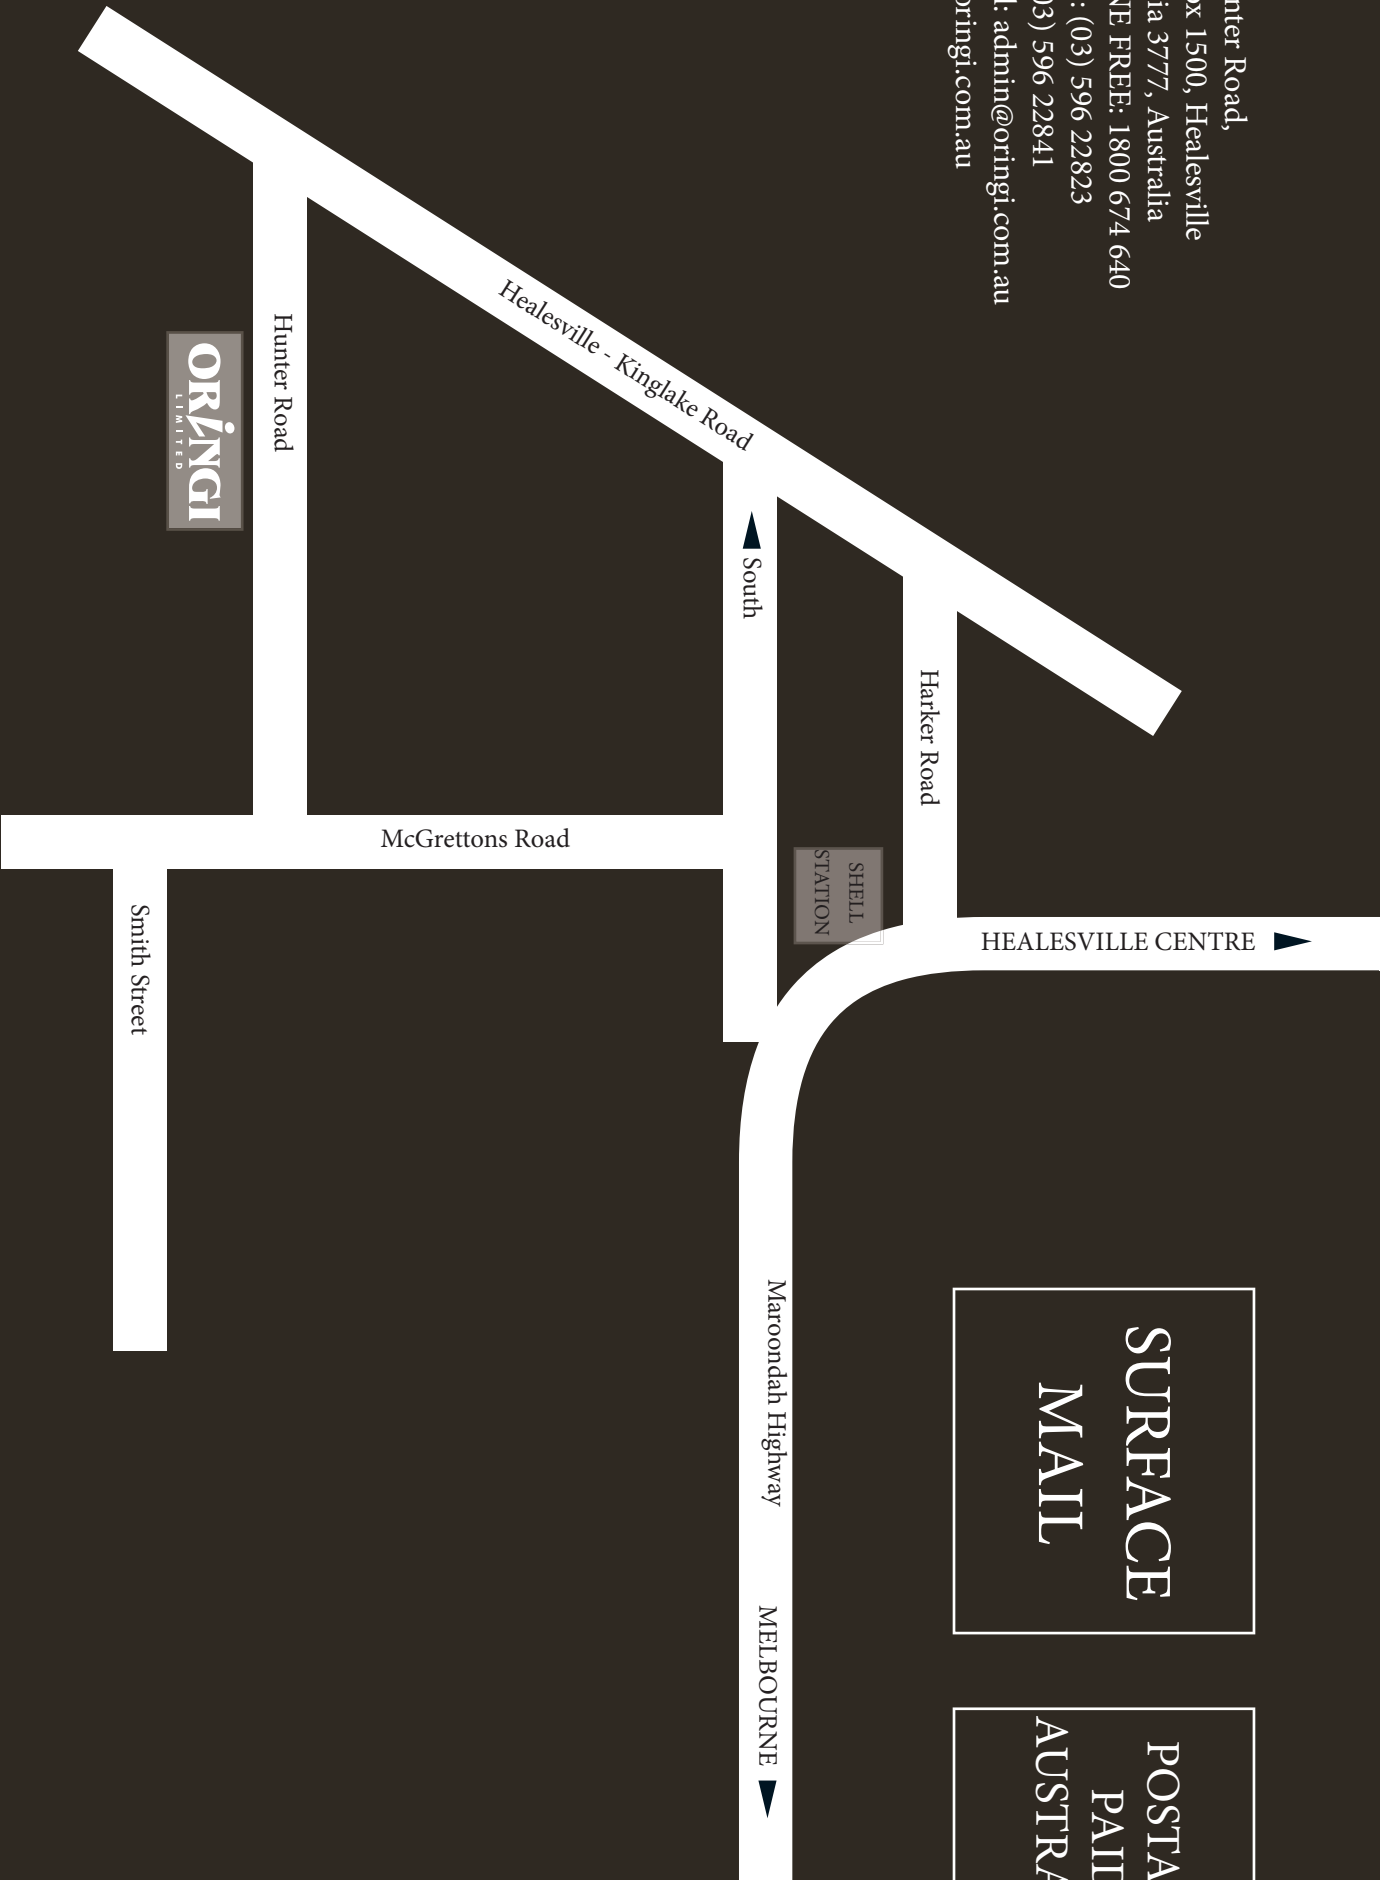 nter Road,
ox 1500, Healesville
ia 3777, Australia
NE FREE: 1800 674 640
: (03) 596 22823
03) 596 22841
l: admin@oringi.com.au
oringi.com.au
Healesville - Kinglake Road
Hunter Road
ORiNGI
LIMITED
South
Harker Road
McGrettons Road
SHELL
STATION
HEALESVILLE CENTRE
Smith Street
Maroondah Highway
MELBOURNE
SURFACE
MAIL
POSTA
PAID
AUSTRA